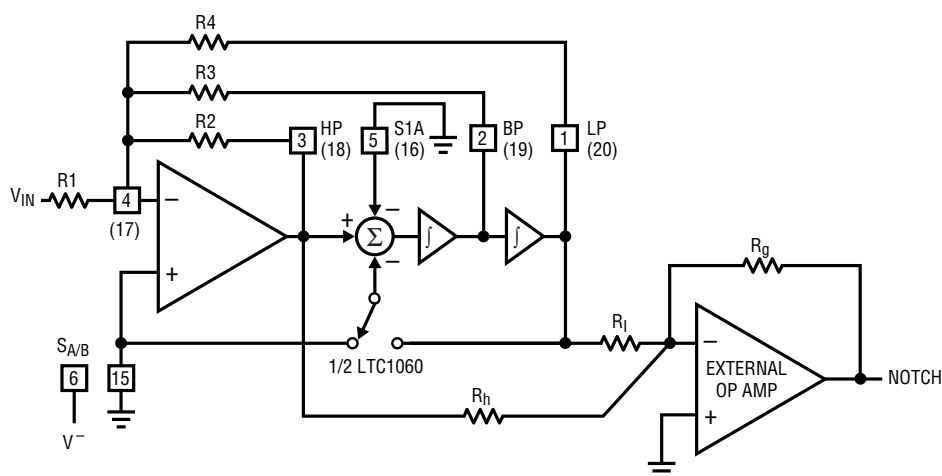 R4
R3
R2
3
HP
(18)
5
S1A
(16)
2
BP
(19)
1
LP
(20)
VIN
R1
4
(17)
−
+
+
−
Σ
−
∫
∫
Rg
SA/B
6
15
V−
1/2 LTC1060
Rl
Rh
−
+
EXTERNAL
OP AMP
NOTCH